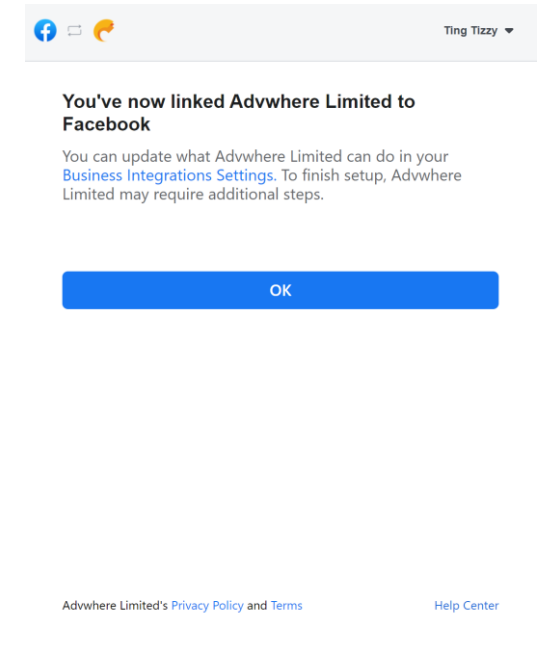 Ting Tizzy
You've now linked Advwhere Limited to
Facebook
You can update what Advwhere Limited can do in your
Business Integrations Settings. To finish setup, Advwhere
Limited may require additional steps.
OK
Advwhere Limited's Privacy Policy and Terms
Help Center